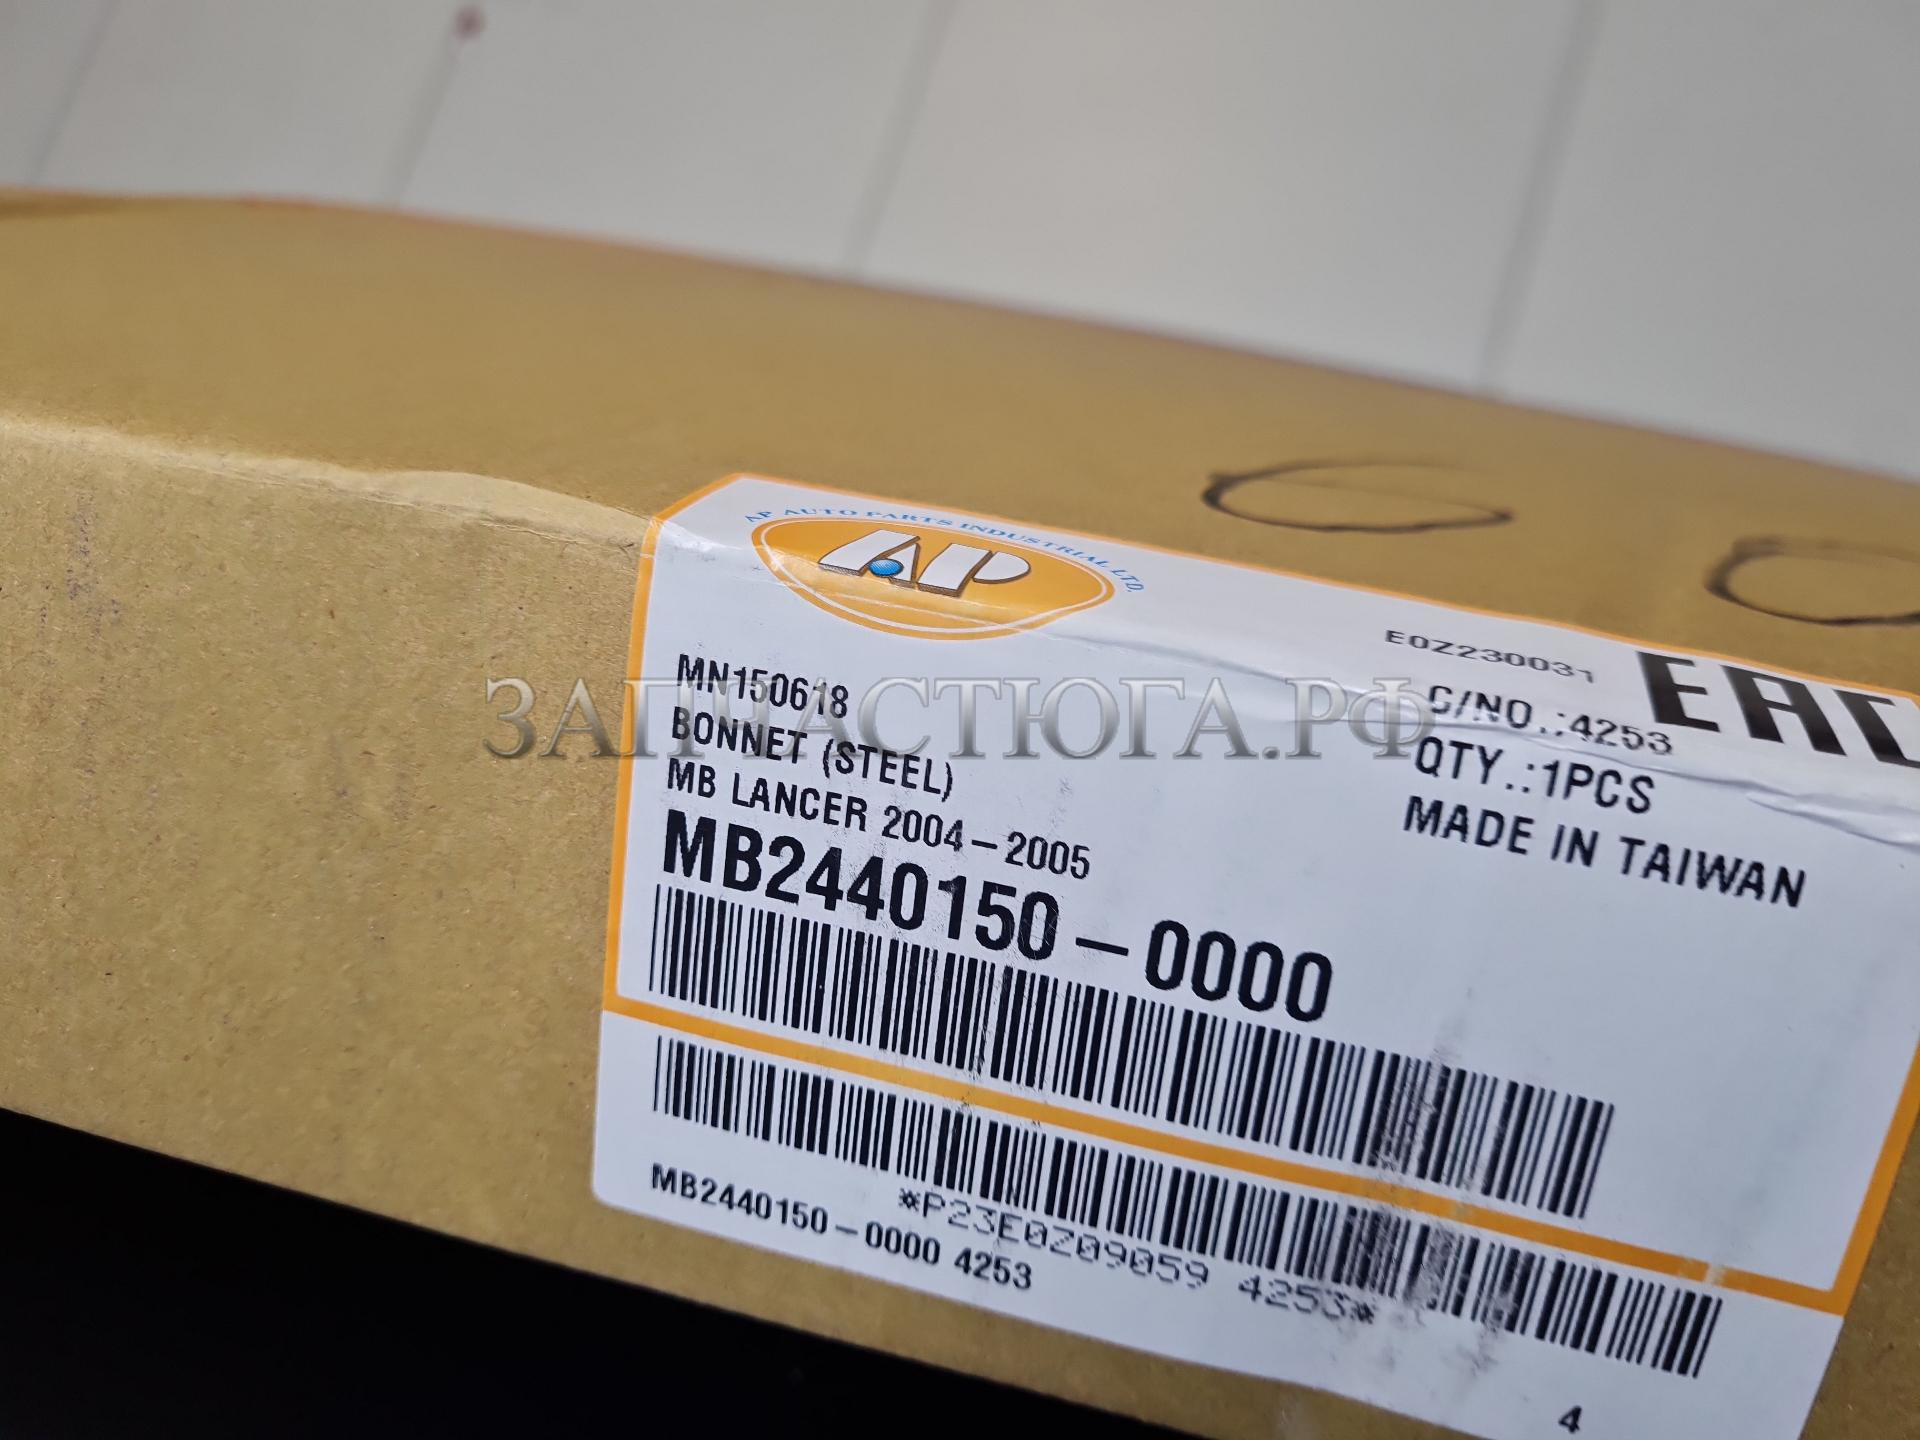 AP AUTO PARTS INDUSTRIAL LTD.
AP
E0Z230031
EAC
MN150618
C/NO.:4253
BONNET (STEEL)
QTY.:1PCS
MB LANCER 2004-2005
MADE IN TAIWAN
MB2440150-0000
*P23E0Z09059 4253*
MB2440150-0000 4253
4
ЗАПЧАСТЮГА.РФ